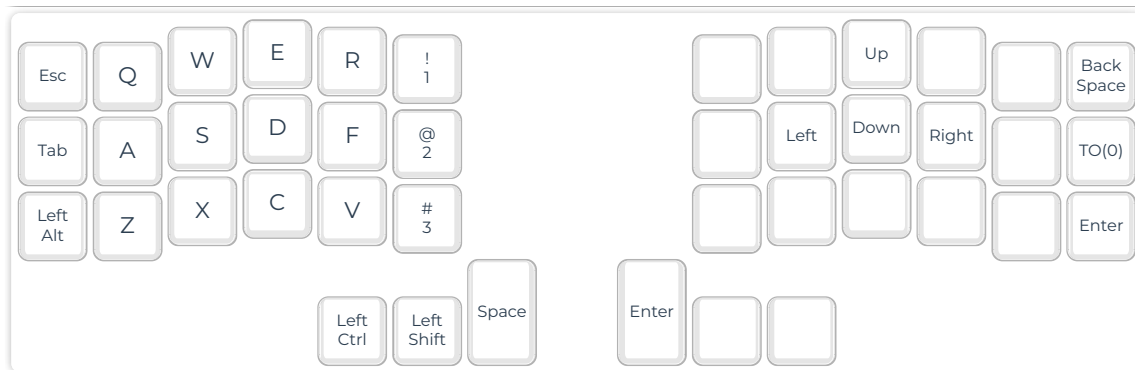 Esc
Q
W
E
R
!
1
Up
Back
Space
Tab
A
S
D
F
@
2
Left
Down
Right
TO(0)
Left
Alt
Z
X
C
V
#
3
Enter
Left
Ctrl
Left
Shift
Space
Enter